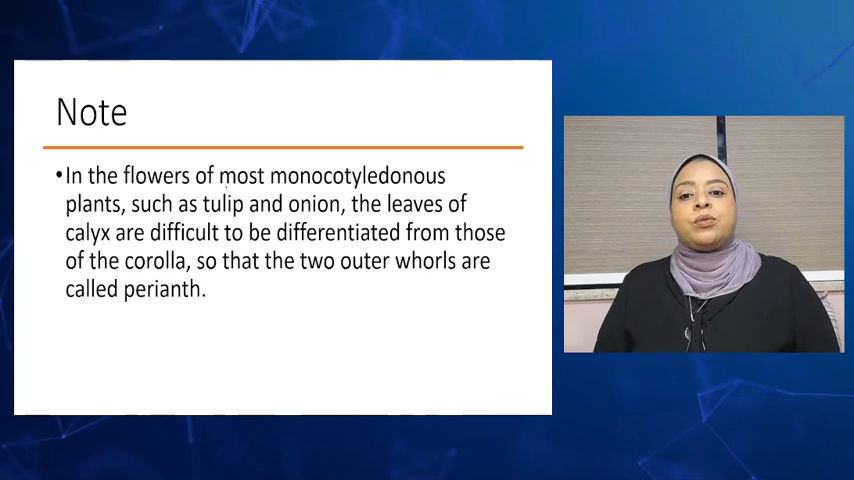 Note
•In the flowers of most monocotyledonous
plants, such as tulip and onion, the leaves of
calyx are difficult to be differentiated from those
of the corolla, so that the two outer whorls are
called perianth.